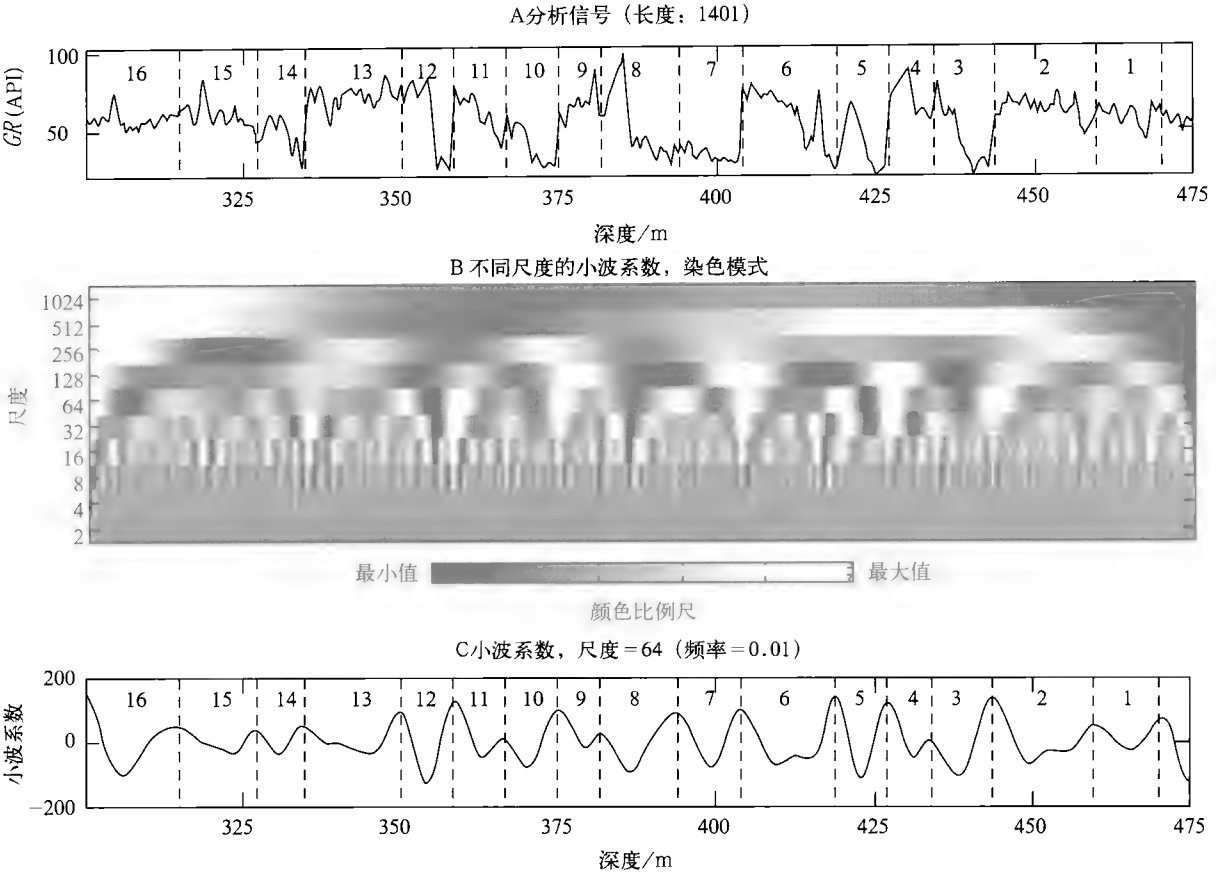 A分析信号（长度：1401）
100
50
GR(API)
16 15 14 13 12 11 10 9 8 7 6 5 4 3 2 1
325 350 375 400 425 450 475
深度/m
B 不同尺度的小波系数，染色模式
1024
512
256
128
64
32
16
8
4
2
尺度
最小值 最大值
颜色比例尺
C小波系数，尺度=64（频率=0.01）
200
0
-200
小波系数
16 15 14 13 12 11 10 9 8 7 6 5 4 3 2 1
325 350 375 400 425 450 475
深度/m